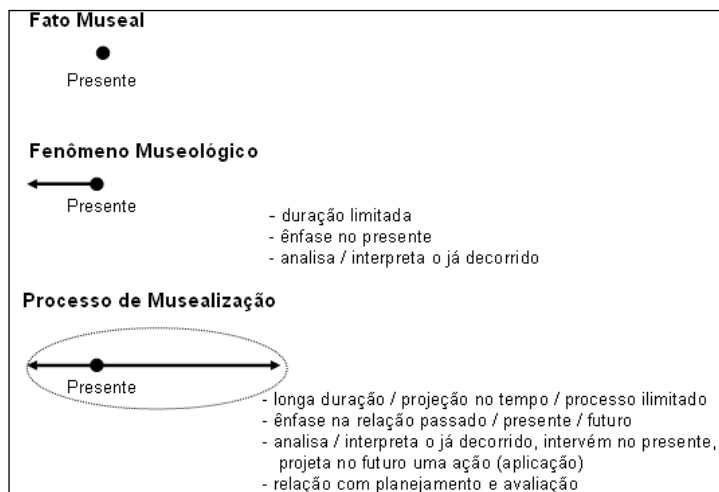 Fato Museal
Presente
Fenômeno Museológico
Presente
- duração limitada
- ênfase no presente
- analisa / interpreta o já decorrido
Processo de Musealização
Presente
- longa duração / projeção no tempo / processo ilimitado
- ênfase na relação passado / presente / futuro
- analisa / interpreta o já decorrido, intervém no presente,
projeta no futuro uma ação (aplicação)
- relação com planejamento e avaliação